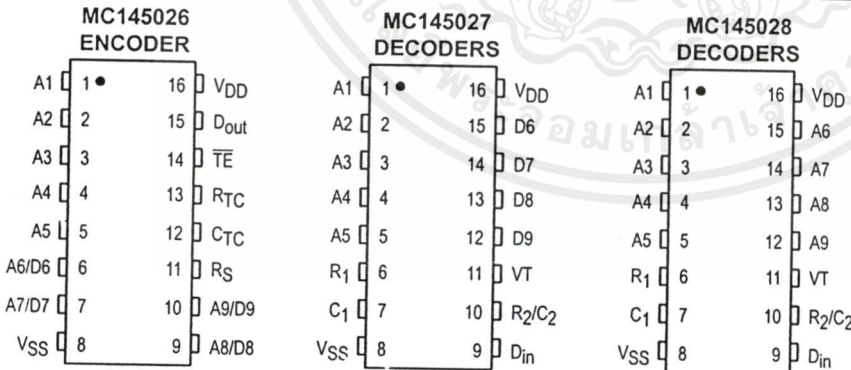 MC145026
ENCODER
A1 1 16 VDD
A2 2 15 Dout
A3 3 14 TE
A4 4 13 RTC
A5 5 12 CTC
A6/D6 6 11 RS
A7/D7 7 10 A9/D9
VSS 8 9 A8/D8
MC145027
DECODERS
A1 1 16 VDD
A2 2 15 D6
A3 3 14 D7
A4 4 13 D8
A5 5 12 D9
R1 6 11 VT
C1 7 10 R2/C2
VSS 8 9 Din
MC145028
DECODERS
A1 1 16 VDD
A2 2 15 A6
A3 3 14 A7
A4 4 13 A8
A5 5 12 A9
R1 6 11 VT
C1 7 10 R2/C2
VSS 8 9 Din